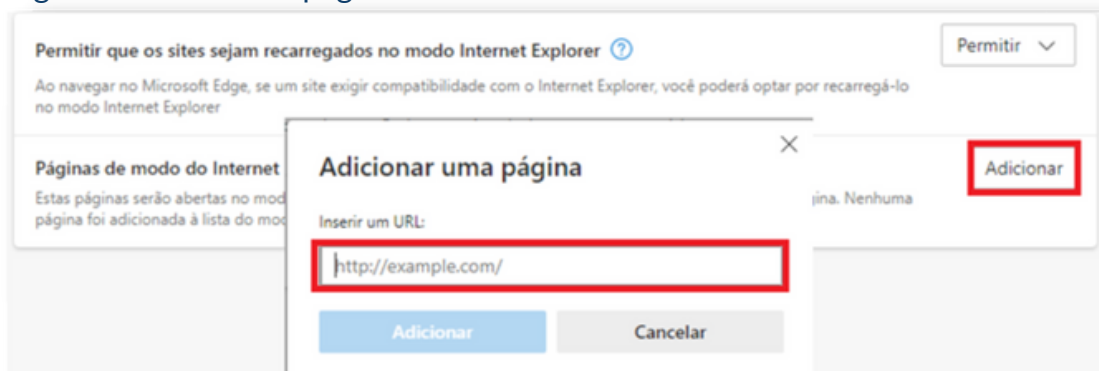 Permitir que os sites sejam recarregados no modo Internet Explorer ?
Permitir
Ao navegar no Microsoft Edge, se um site exigir compatibilidade com o Internet Explorer, você poderá optar por recarregá-lo
no modo Internet Explorer
Páginas de modo do Internet
Adicionar
Estas páginas serão abertas no mod
ina. Nenhuma
página foi adicionada à lista do mo
Adicionar uma página
Inserir um URL:
http://example.com/
Adicionar
Cancelar